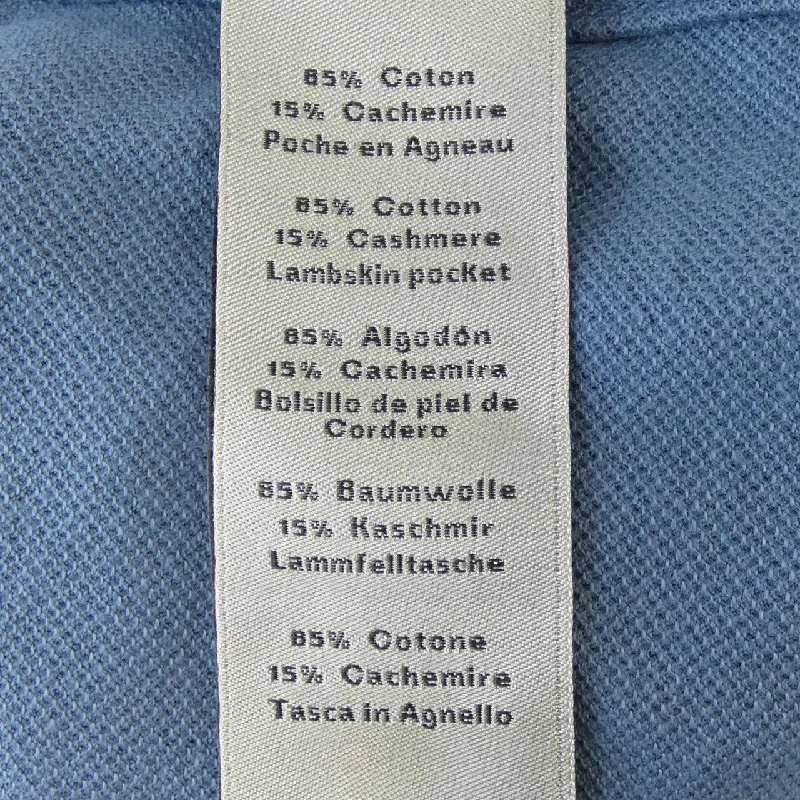 85% Coton
15% Cachemire
Poche en Agneau
85% Cotton
15% Cashmere
Lambskin pocket
85% Algodón
15% Cachemira
Bolsillo de piel de
Cordero
85% Baumwolle
15% Kaschmir
Lammfelltasche
85% Cotone
15% Cachemire
Tasca in Agnello